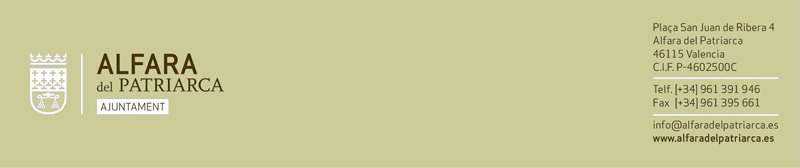 ALFARA
del PATRIARCA
AJUNTAMENT
Plaça San Juan de Ribera 4
Alfara del Patriarca
46115 Valencia
C.I.F. P-4602500C
Telf. [+34] 961 391 946
Fax [+34] 961 395 661
info@alfaradelpatriarca.es
www.alfaradelpatriarca.es